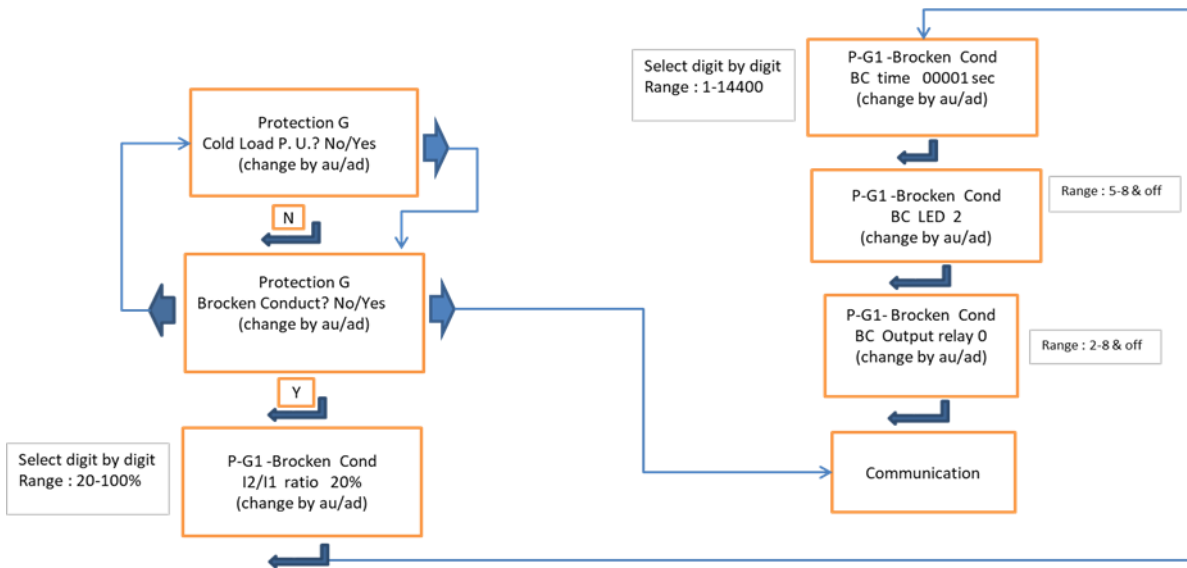 Protection G
Cold Load P. U.? No/Yes
(change by au/ad)
N
Protection G
Brocken Conduct? No/Yes
(change by au/ad)
Y
Select digit by digit
Range : 20-100%
P-G1 -Brocken Cond
I2/I1 ratio 20%
(change by au/ad)
Select digit by digit
Range : 1-14400
P-G1 -Brocken Cond
BC time 00001 sec
(change by au/ad)
P-G1 -Brocken Cond
BC LED 2
(change by au/ad)
Range : 5-8 & off
P-G1- Brocken Cond
BC Output relay 0
(change by au/ad)
Range : 2-8 & off
Communication